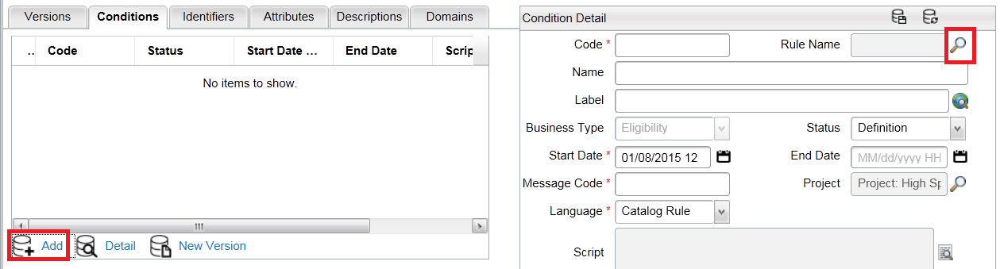 Versions Conditions Identifiers Attributes Descriptions Domains
.. Code Status Start Date ... End Date Scrip
No items to show.
Add Detail New Version
Condition Detail
Code * Rule Name
Name
Label
Business Type Eligibility Status Definition
Start Date * 01/08/2015 12 End Date MM/dd/yyyy HH
Message Code * Project Project: High Sp
Language * Catalog Rule
Script